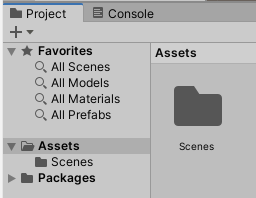 Project
Console
Favorites
All Scenes
All Models
All Materials
All Prefabs
Assets
Scenes
Packages
Assets
Scenes